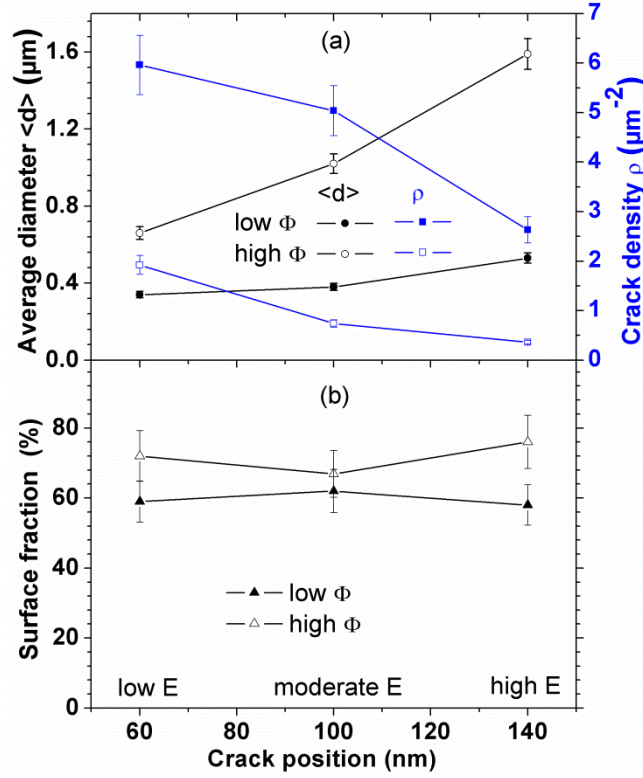 (a)
Average diameter <d> (µm)
1.6
1.2
0.8
0.4
0.0
7
6
5
4
3
2
1
0
Crack density ρ (µm⁻²)
<d> ρ
low Φ
high Φ
(b)
Surface fraction (%)
80
60
40
20
0
low Φ
high Φ
low E moderate E high E
60 80 100 120 140
Crack position (nm)